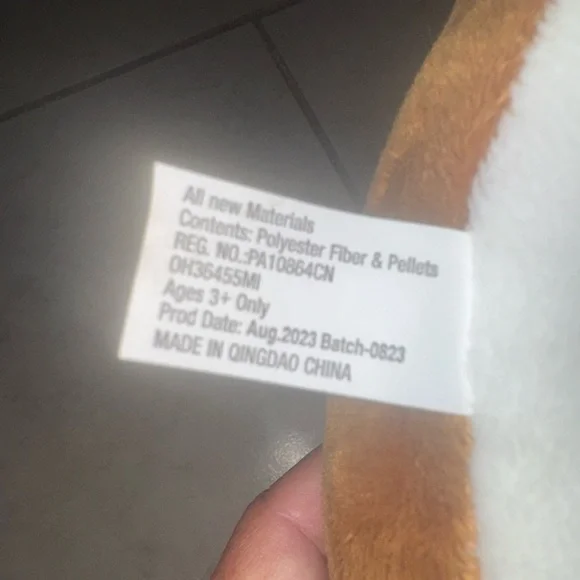 All new Materials
Contents: Polyester Fiber & Pellets
REG. NO.:PA10864CN
OH36455MI
Ages 3+ Only
Prod Date: Aug.2023 Batch-0823
MADE IN QINGDAO CHINA